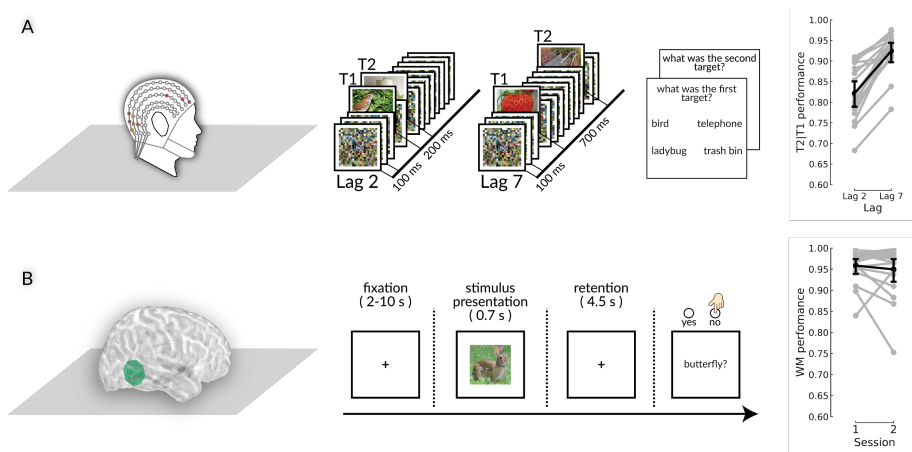 A
T1
T2
Lag 2
100 ms
200 ms
T1
T2
Lag 7
100 ms
700 ms
what was the second
target?
what was the first
target?
bird telephone
ladybug trash bin
T2|T1 performance
1.00
0.95
0.90
0.85
0.80
0.75
0.70
0.65
0.60
Lag 2 Lag 7
Lag
B
fixation
( 2-10 s )
+
stimulus
presentation
( 0.7 s )
retention
( 4.5 s )
+
yes no
butterfly?
WM perfomance
1.00
0.95
0.90
0.85
0.80
0.75
0.70
0.65
0.60
1 2
Session